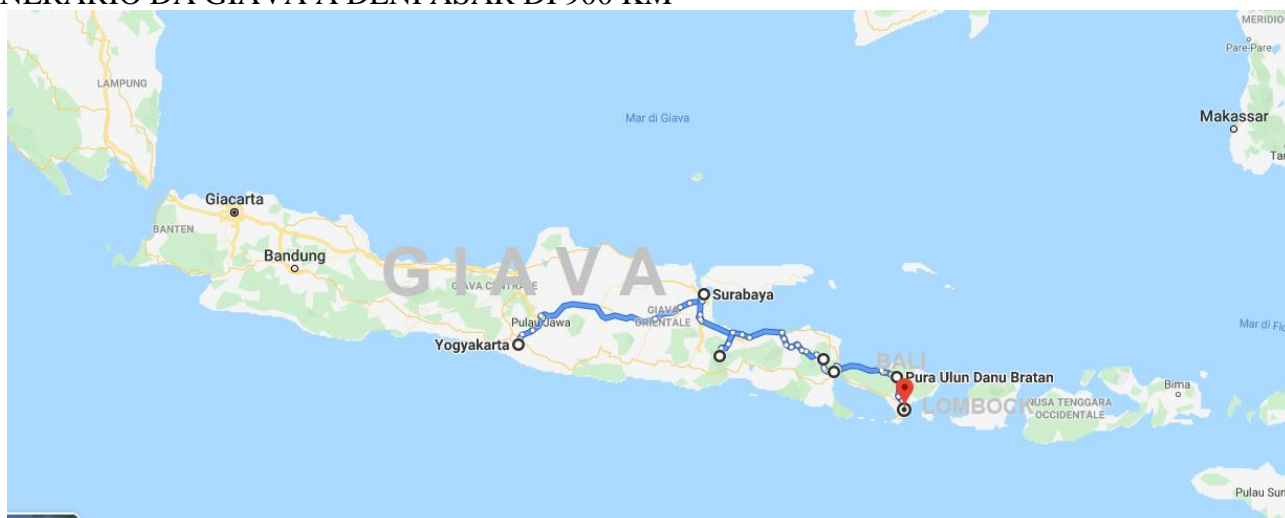 NERARIO DA GIAVA A DENPASAR DI 900 KM
MERIDIO
Pare-Pare
LAMPUNG
Mar di Giava
Makassar
Giacarta
BANTEN
Bandung
GIAVA
GIAVA CENTRALE
Surabaya
GIAVA
ORIENTALE
Pulau Jawa
Yogyakarta
Mar di Flo
BALI
Pura Ulun Danu Bratan
LOMBOCK
Bima
NUSA TENGGARA
OCCIDENTALE
Pulau Sum